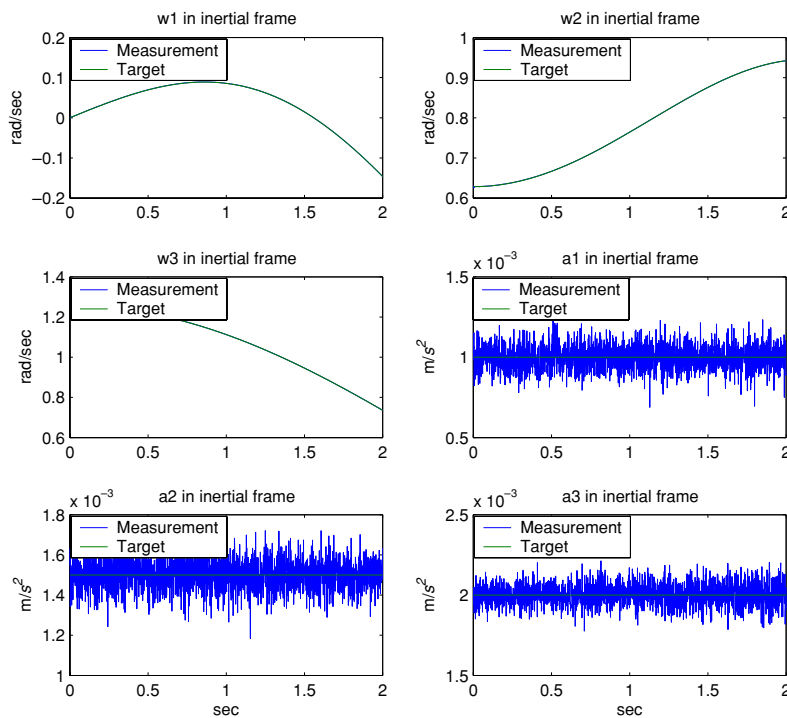 w1 in inertial frame
0.2
0.1
0
−0.1
−0.2
rad/sec
Measurement
Target
0 0.5 1 1.5 2
w2 in inertial frame
1
0.9
0.8
0.7
0.6
rad/sec
Measurement
Target
0 0.5 1 1.5 2
w3 in inertial frame
1.4
1.2
1
0.8
0.6
rad/sec
Measurement
Target
0 0.5 1 1.5 2
a1 in inertial frame
x 10⁻³
1.5
1
0.5
m/s²
Measurement
Target
0 0.5 1 1.5 2
a2 in inertial frame
x 10⁻³
1.8
1.6
1.4
1.2
1
m/s²
Measurement
Target
0 0.5 1 1.5 2
sec
a3 in inertial frame
x 10⁻³
2.5
2
1.5
m/s²
Measurement
Target
0 0.5 1 1.5 2
sec